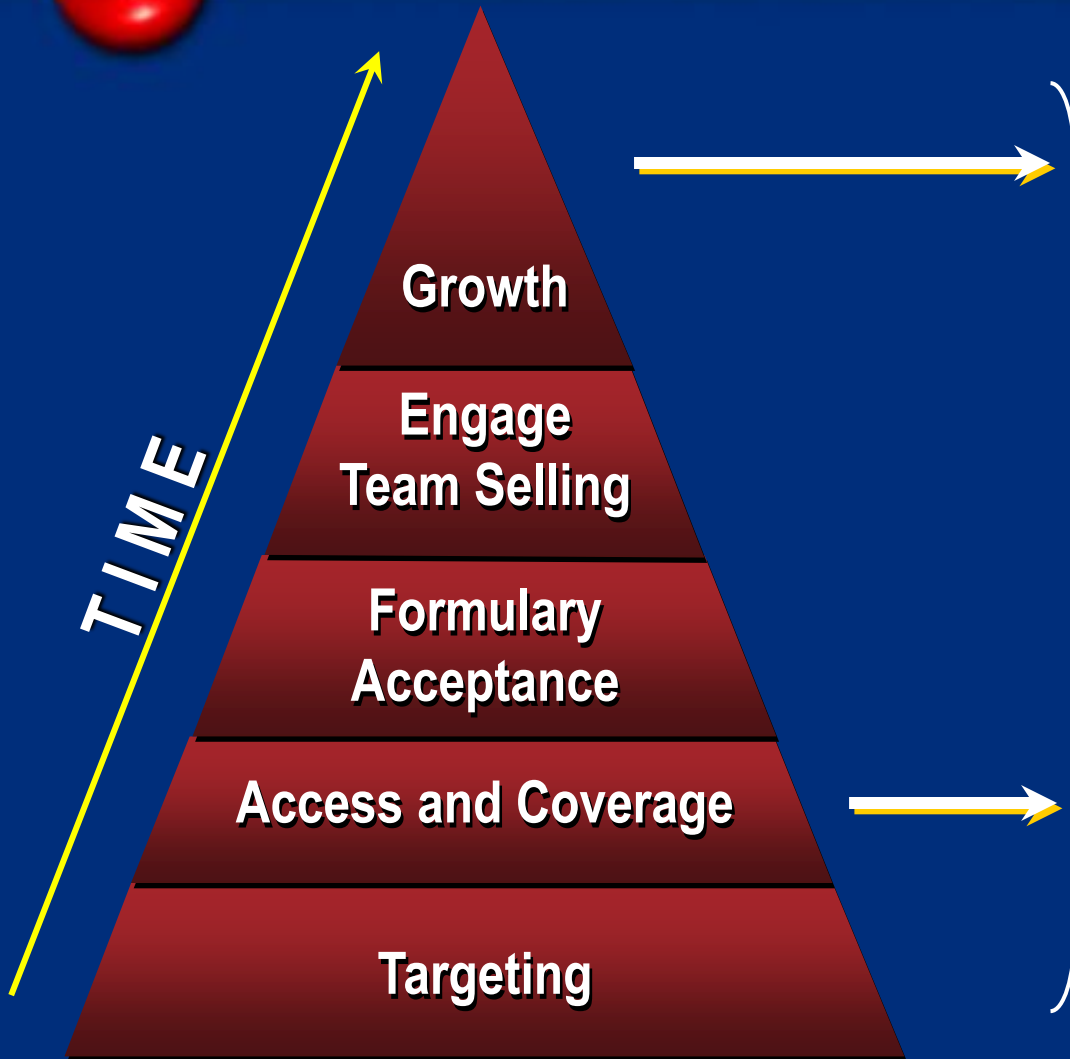 Growth
Engage
Team Selling
TIME
Formulary
Acceptance
Access and Coverage
Targeting